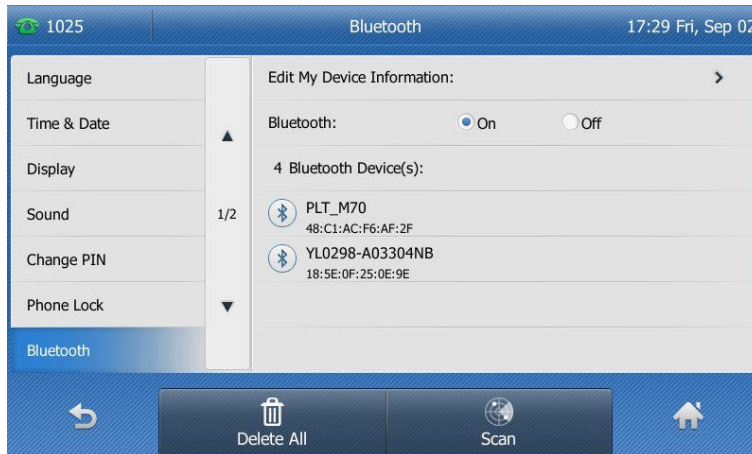 1025 Bluetooth 17:29 Fri, Sep 02
Language
Time & Date
Display
Sound
Change PIN
Phone Lock
Bluetooth
1/2
Edit My Device Information:
Bluetooth: On Off
4 Bluetooth Device(s):
PLT_M70
48:C1:AC:F6:AF:2F
YL0298-A03304NB
18:5E:0F:25:0E:9E
Delete All Scan